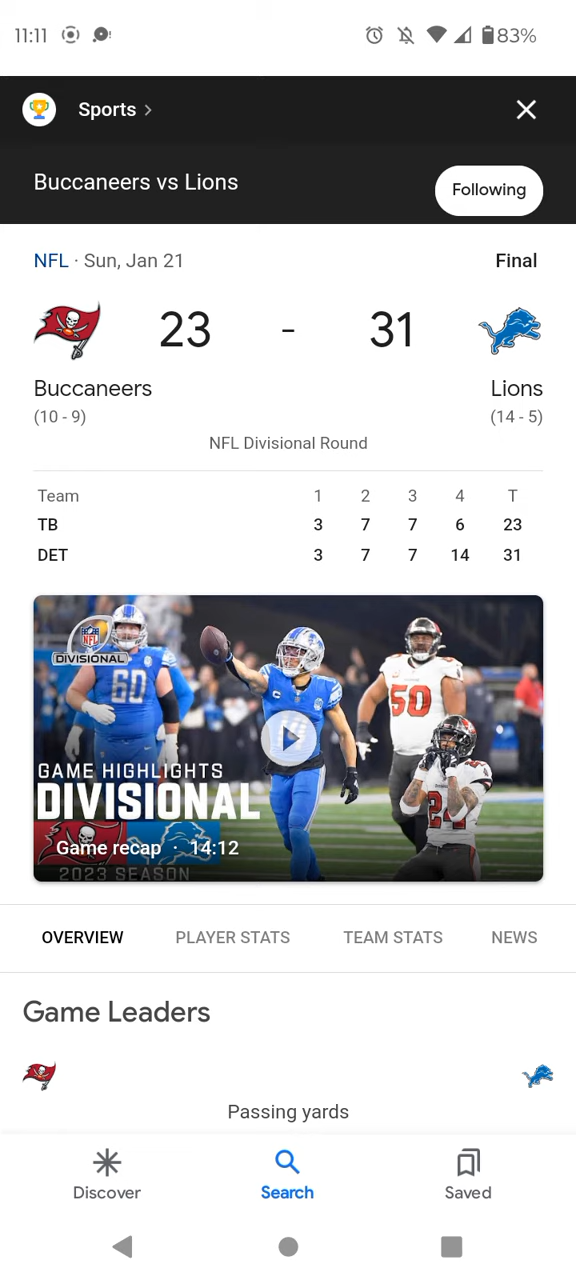 11:11 83%
Sports
Buccaneers vs Lions
Following
NFL · Sun, Jan 21 Final
23 - 31
Buccaneers Lions
(10 - 9) (14 - 5)
NFL Divisional Round
Team 1 2 3 4 T
TB 3 7 7 6 23
DET 3 7 7 14 31
NFL
DIVISIONAL
60
50
24
GAME HIGHLIGHTS
DIVISIONAL
Game recap · 14:12
2023 SEASON
OVERVIEW PLAYER STATS TEAM STATS NEWS
Game Leaders
Passing yards
Discover Search Saved